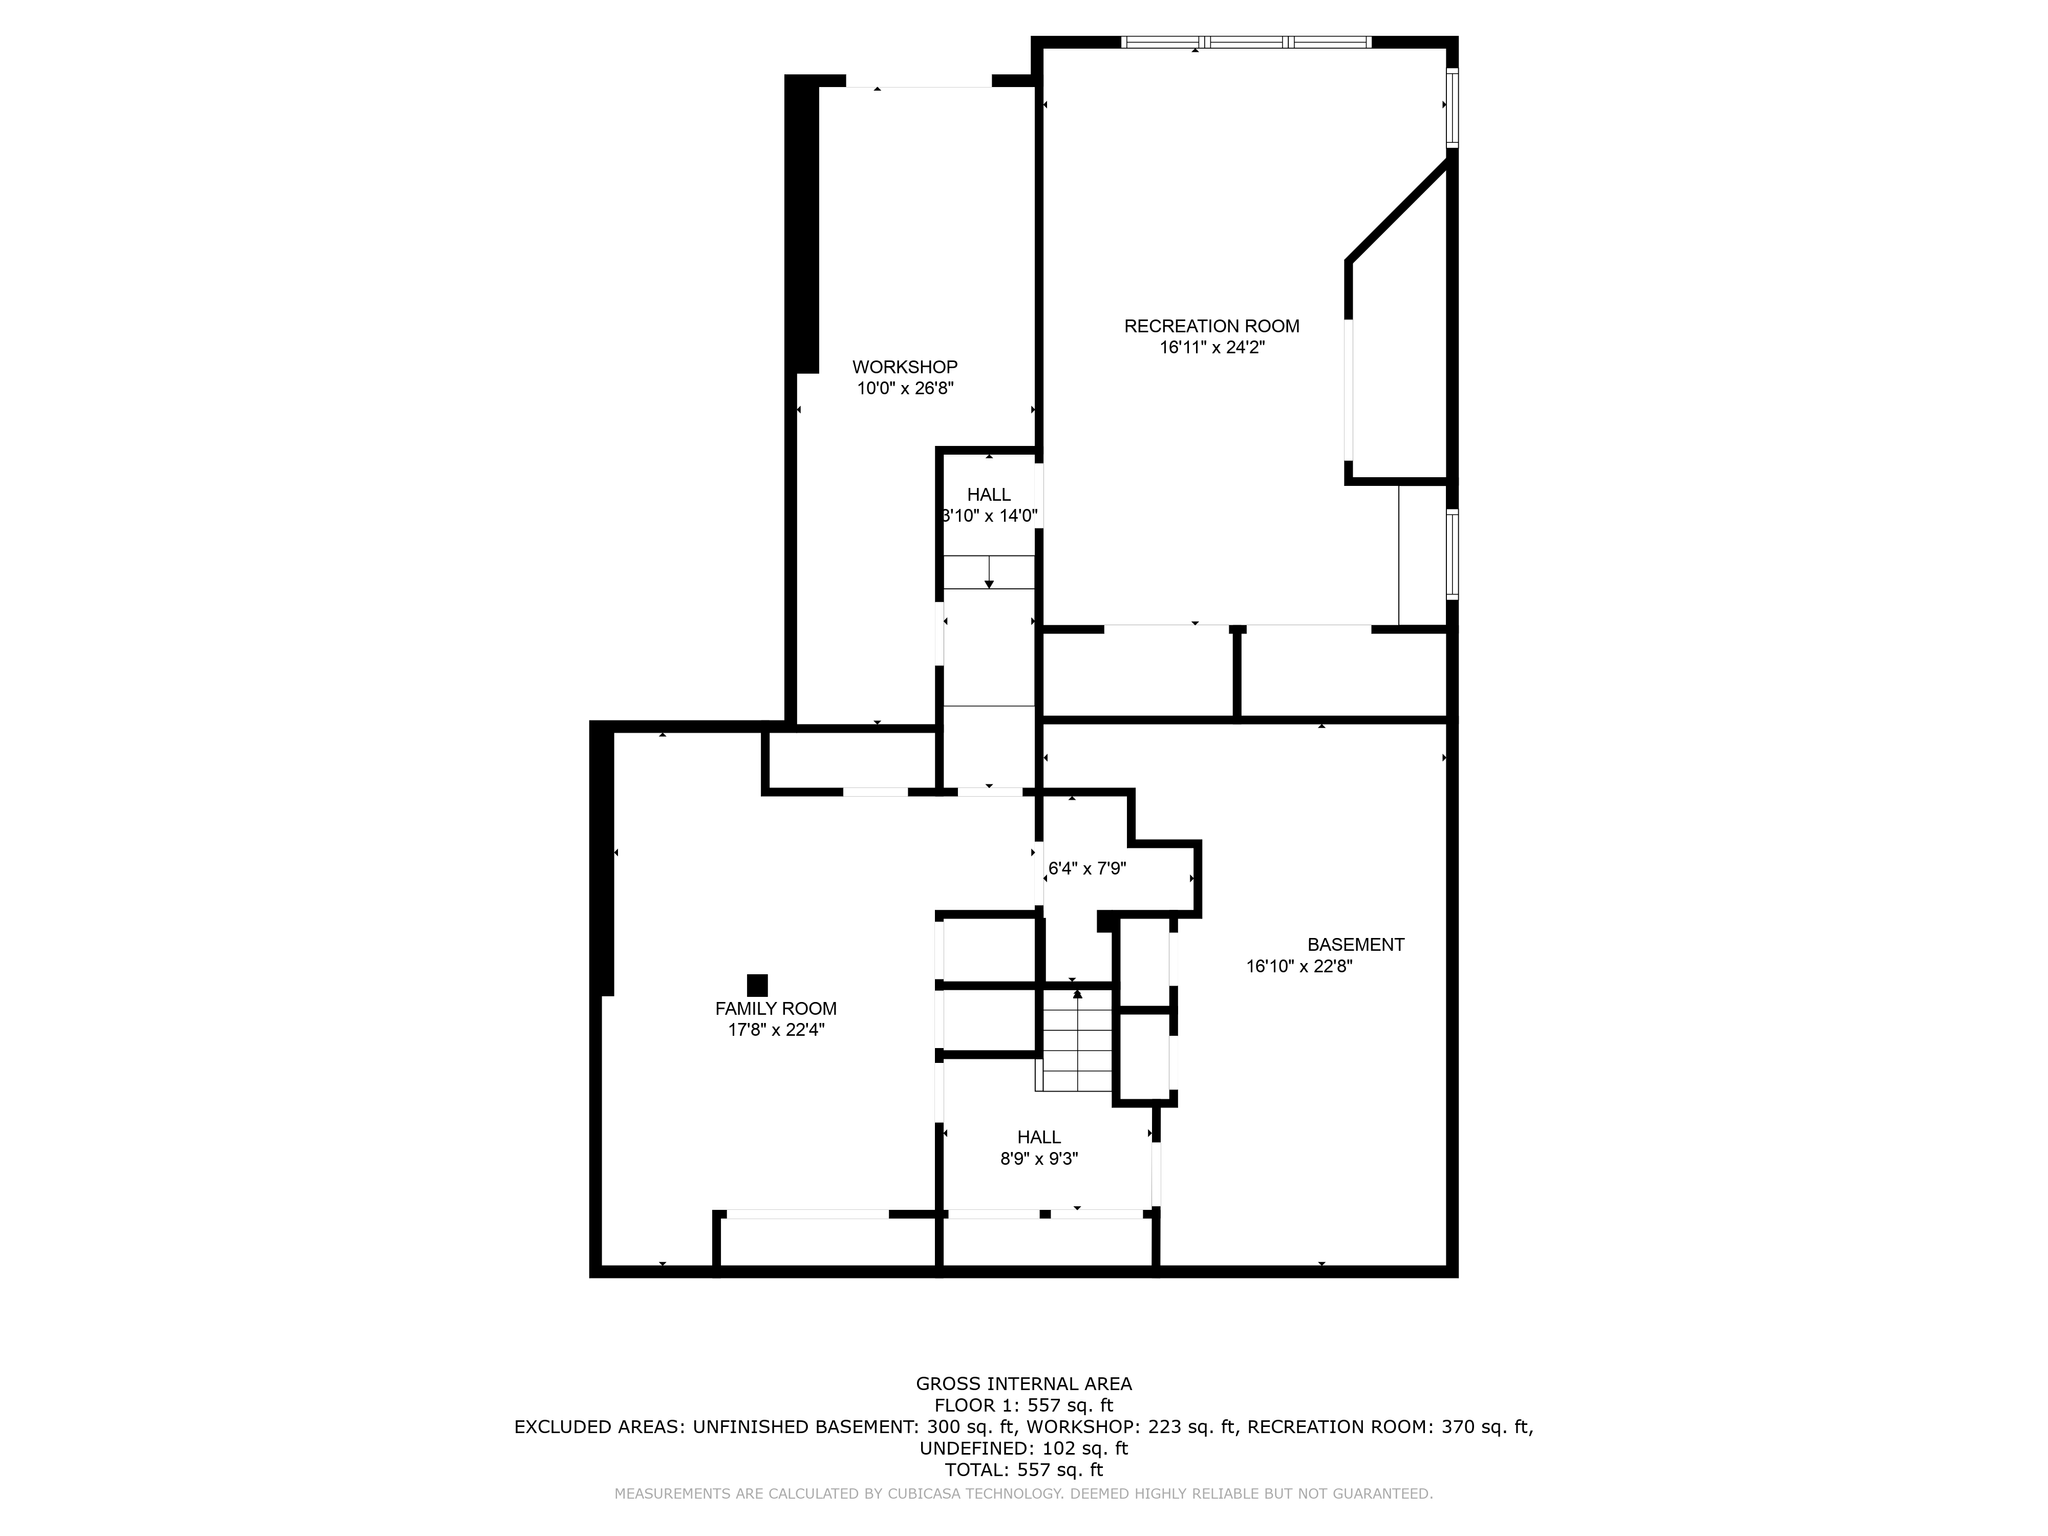 RECREATION ROOM
16'11" x 24'2"
WORKSHOP
10'0" x 26'8"
HALL
3'10" x 14'0"
6'4" x 7'9"
BASEMENT
16'10" x 22'8"
FAMILY ROOM
17'8" x 22'4"
HALL
8'9" x 9'3"
GROSS INTERNAL AREA
FLOOR 1: 557 sq. ft
EXCLUDED AREAS: UNFINISHED BASEMENT: 300 sq. ft, WORKSHOP: 223 sq. ft, RECREATION ROOM: 370 sq. ft,
UNDEFINED: 102 sq. ft
TOTAL: 557 sq. ft
MEASUREMENTS ARE CALCULATED BY CUBICASA TECHNOLOGY. DEEMED HIGHLY RELIABLE BUT NOT GUARANTEED.